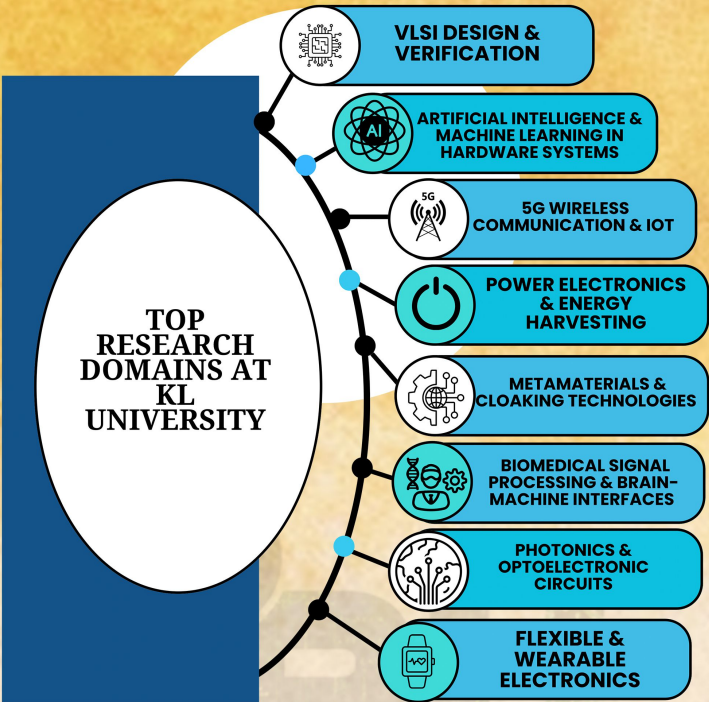 VLSI DESIGN &
VERIFICATION
AI
ARTIFICIAL INTELLIGENCE &
MACHINE LEARNING IN
HARDWARE SYSTEMS
5G
5G WIRELESS
COMMUNICATION & IOT
POWER ELECTRONICS
& ENERGY
HARVESTING
TOP
RESEARCH
DOMAINS AT
KL
UNIVERSITY
METAMATERIALS &
CLOAKING TECHNOLOGIES
BIOMEDICAL SIGNAL
PROCESSING & BRAIN-
MACHINE INTERFACES
PHOTONICS &
OPTOELECTRONIC
CIRCUITS
FLEXIBLE &
WEARABLE
ELECTRONICS